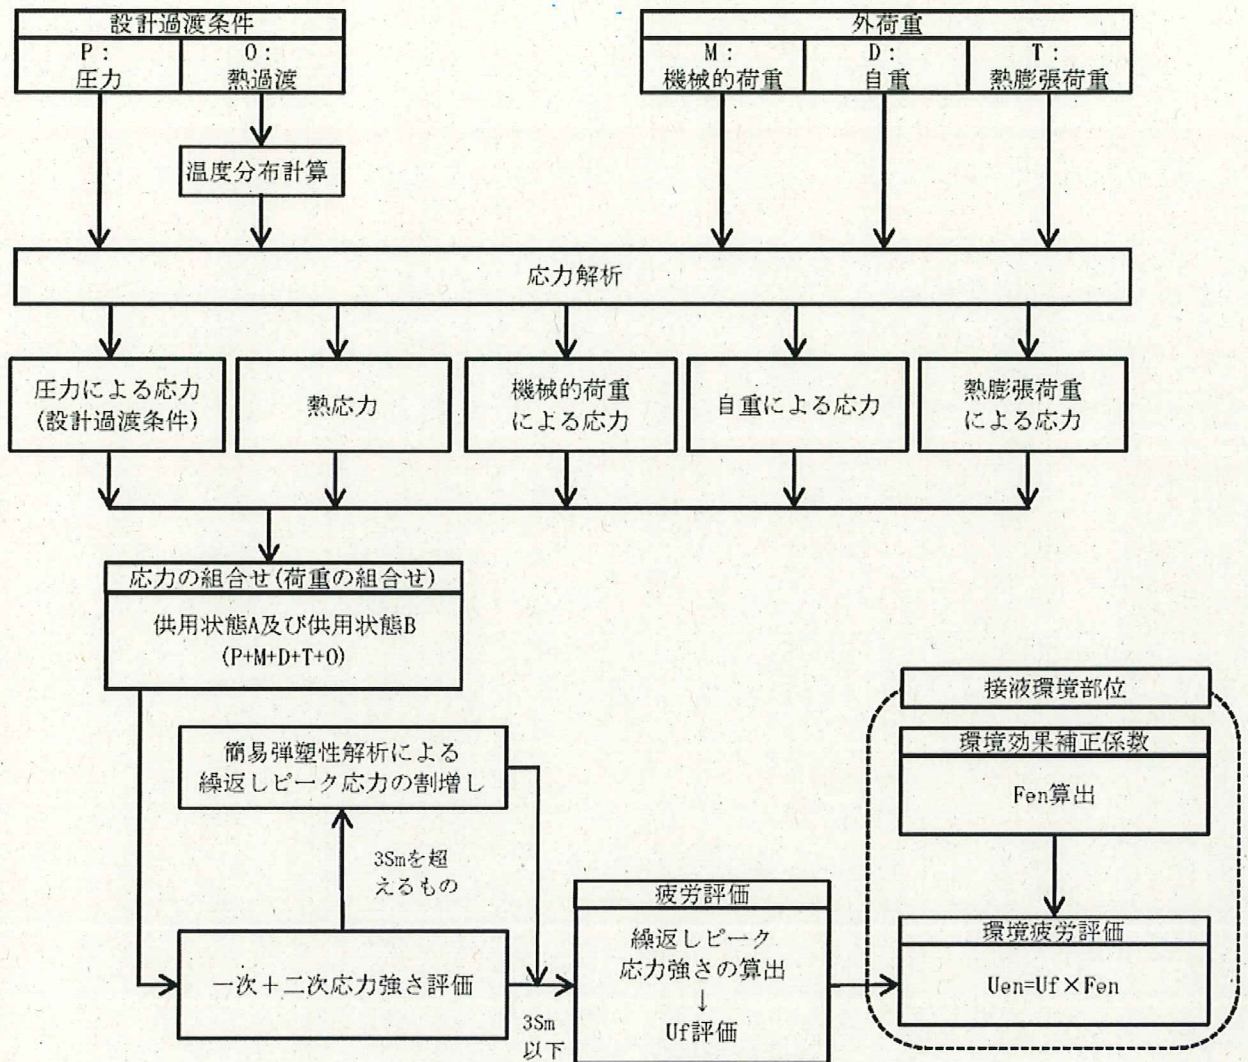 設計過渡条件
P:
圧力
O:
熱過渡
外荷重
M:
機械的荷重
D:
自重
T:
熱膨張荷重
温度分布計算
応力解析
圧力による応力
(設計過渡条件)
熱応力
機械的荷重
による応力
自重による応力
熱膨張荷重
による応力
応力の組合せ(荷重の組合せ)
供用状態A及び供用状態B
(P+M+D+T+O)
簡易弾塑性解析による
繰返しピーク応力の割増し
3Smを超
えるもの
一次+二次応力強さ評価
3Sm
以下
疲労評価
繰返しピーク
応力強さの算出
↓
Uf評価
接液環境部位
環境効果補正係数
Fen算出
環境疲労評価
Uen=Uf×Fen